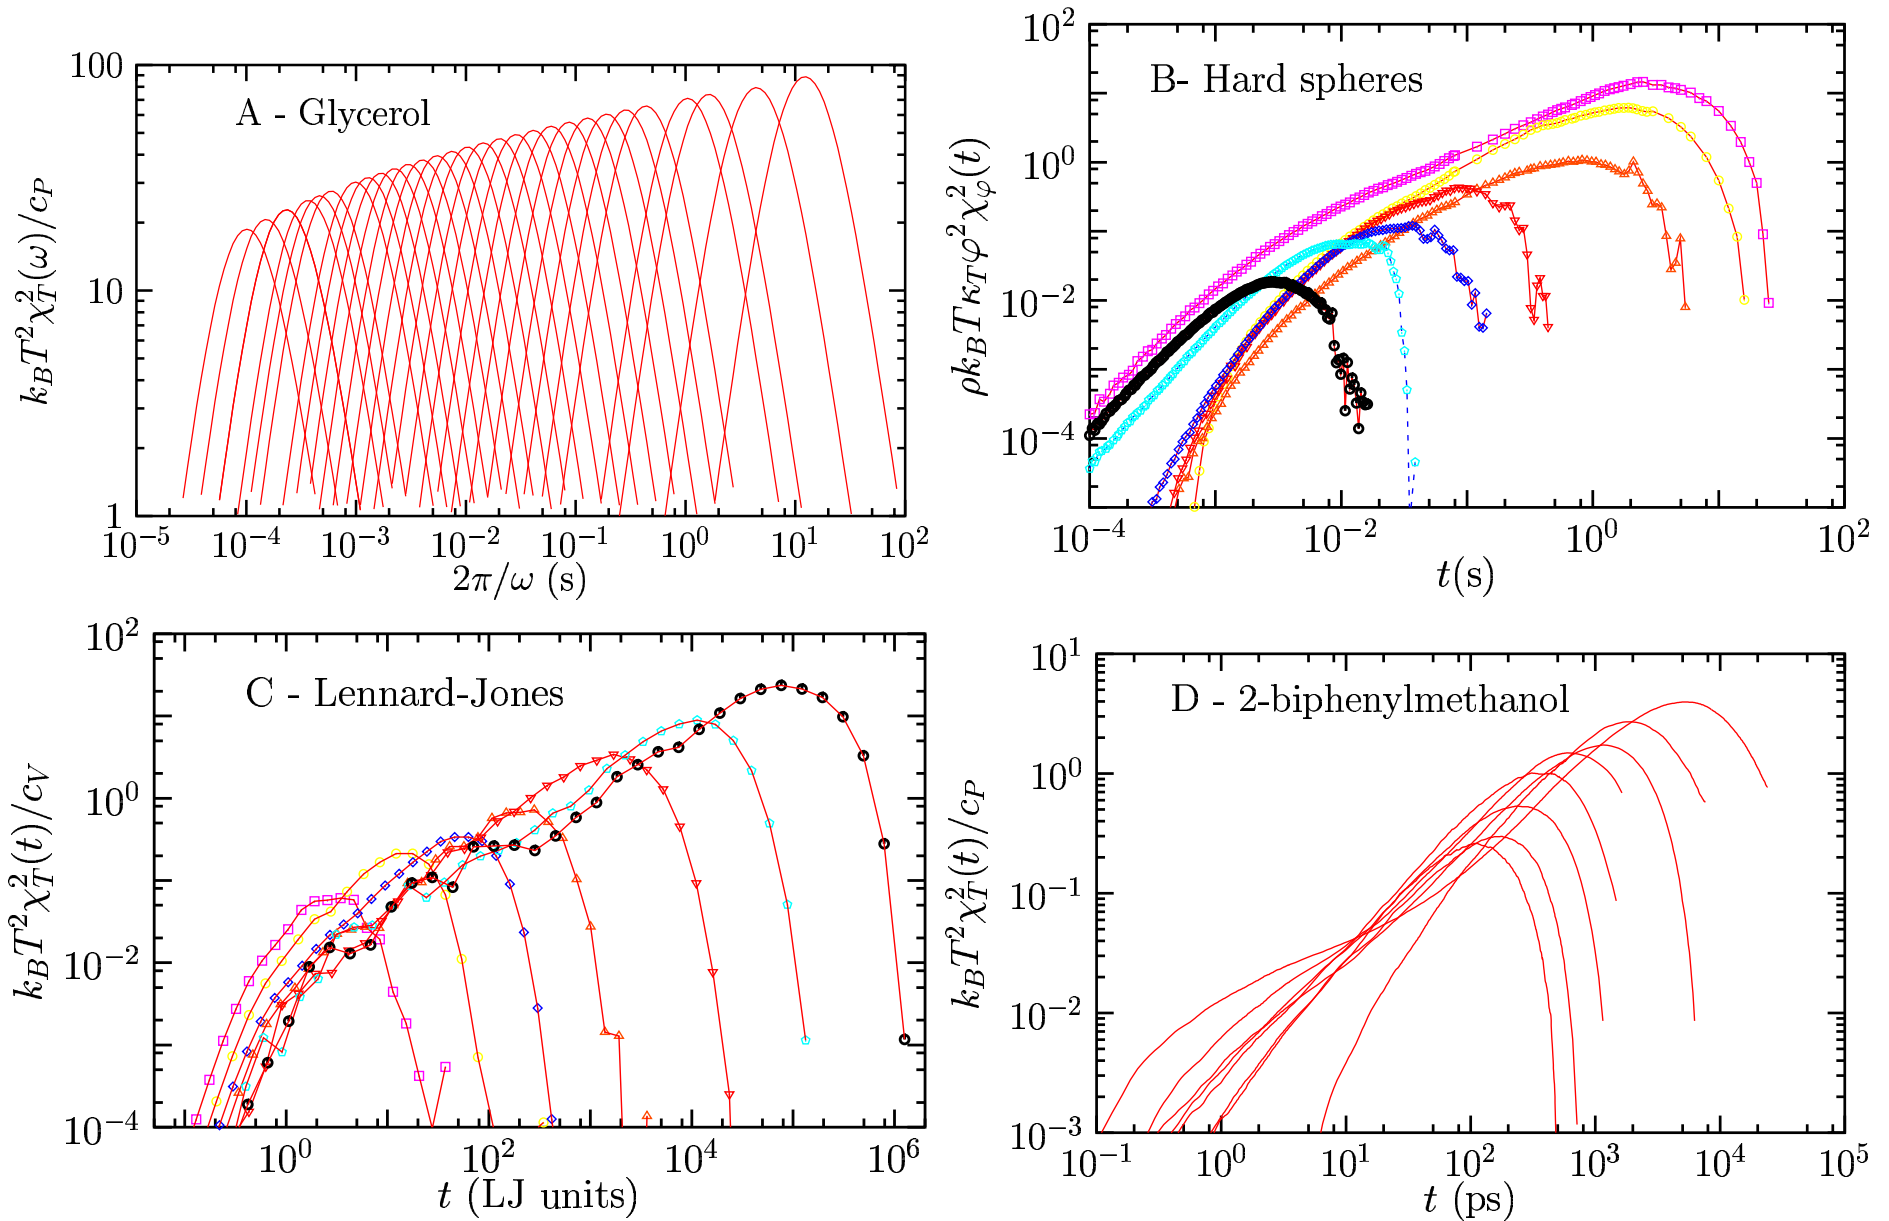 A - Glycerol
k_B T^2 χ_T^2(ω)/c_P
100
10
1
10^−5 10^−4 10^−3 10^−2 10^−1 10^0 10^1 10^2
2π/ω (s)
B- Hard spheres
ρk_B T κ_T φ^2 χ_φ^2(t)
10^2
10^0
10^−2
10^−4
10^−4 10^−2 10^0 10^2
t(s)
C - Lennard-Jones
k_B T^2 χ_T^2(t)/c_V
10^2
10^0
10^−2
10^−4
10^0 10^2 10^4 10^6
t (LJ units)
D - 2-biphenylmethanol
k_B T^2 χ_T^2(t)/c_P
10^1
10^0
10^−1
10^−2
10^−3
10^−1 10^0 10^1 10^2 10^3 10^4 10^5
t (ps)